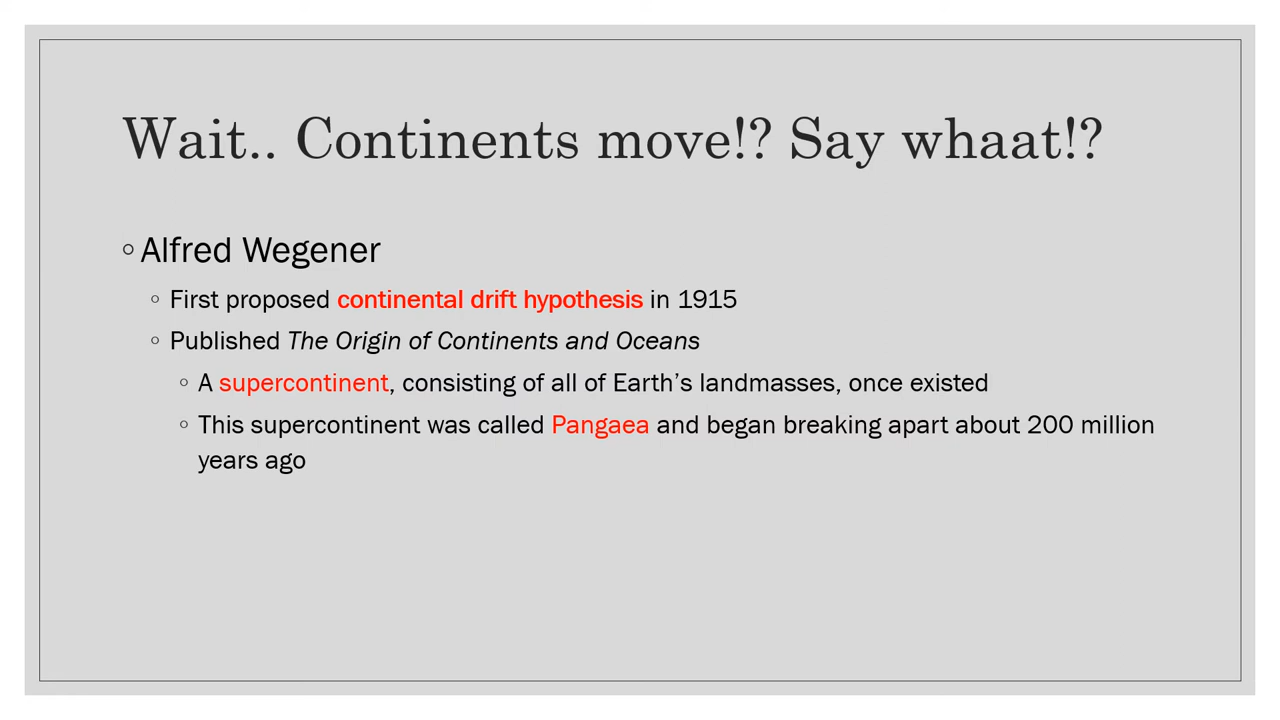 Wait.. Continents move!? Say whaat!?
◦ Alfred Wegener
◦ First proposed continental drift hypothesis in 1915
◦ Published The Origin of Continents and Oceans
◦ A supercontinent, consisting of all of Earth’s landmasses, once existed
◦ This supercontinent was called Pangaea and began breaking apart about 200 million
years ago